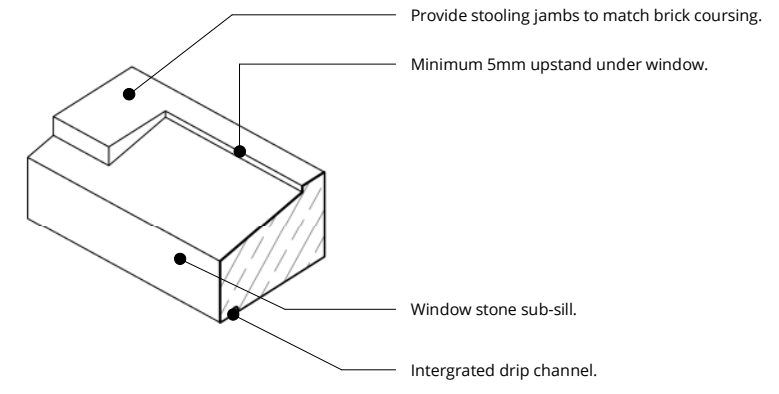 Provide stooling jambs to match brick coursing.
Minimum 5mm upstand under window.
Window stone sub-sill.
Intergrated drip channel.